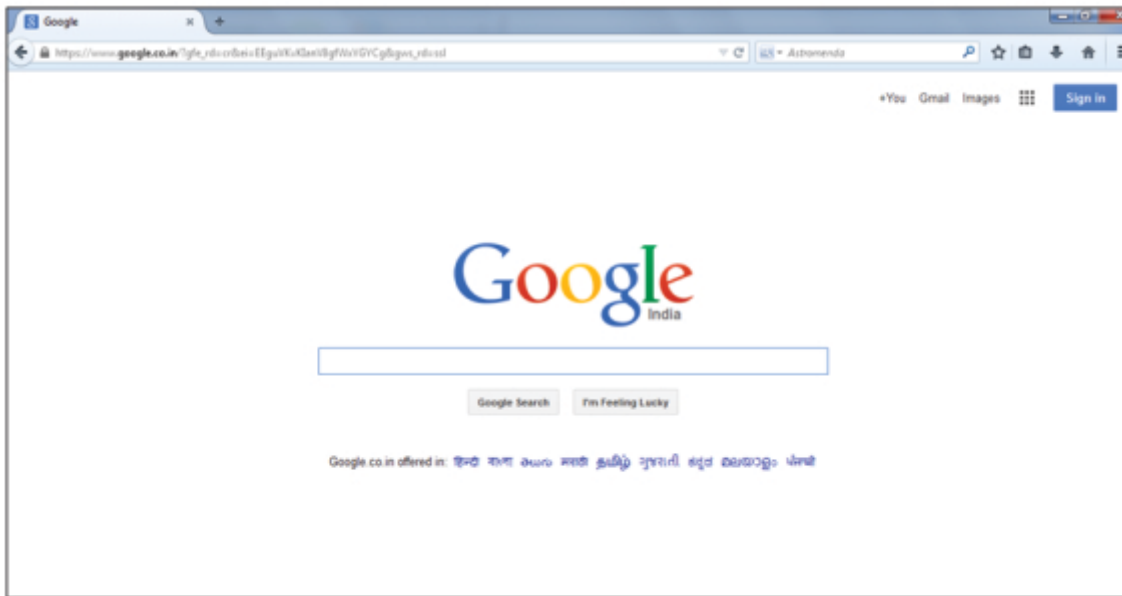 Google
https://www.google.co.in/
Astromenda
+You Gmail Images Sign in
Google
India
Google Search I'm Feeling Lucky
Google.co.in offered in: हिन्दी বাংলা తెలుగు मराठी தமிழ் ગુજરાતી ಕನ್ನಡ മലയാളം ਪੰਜਾਬੀ